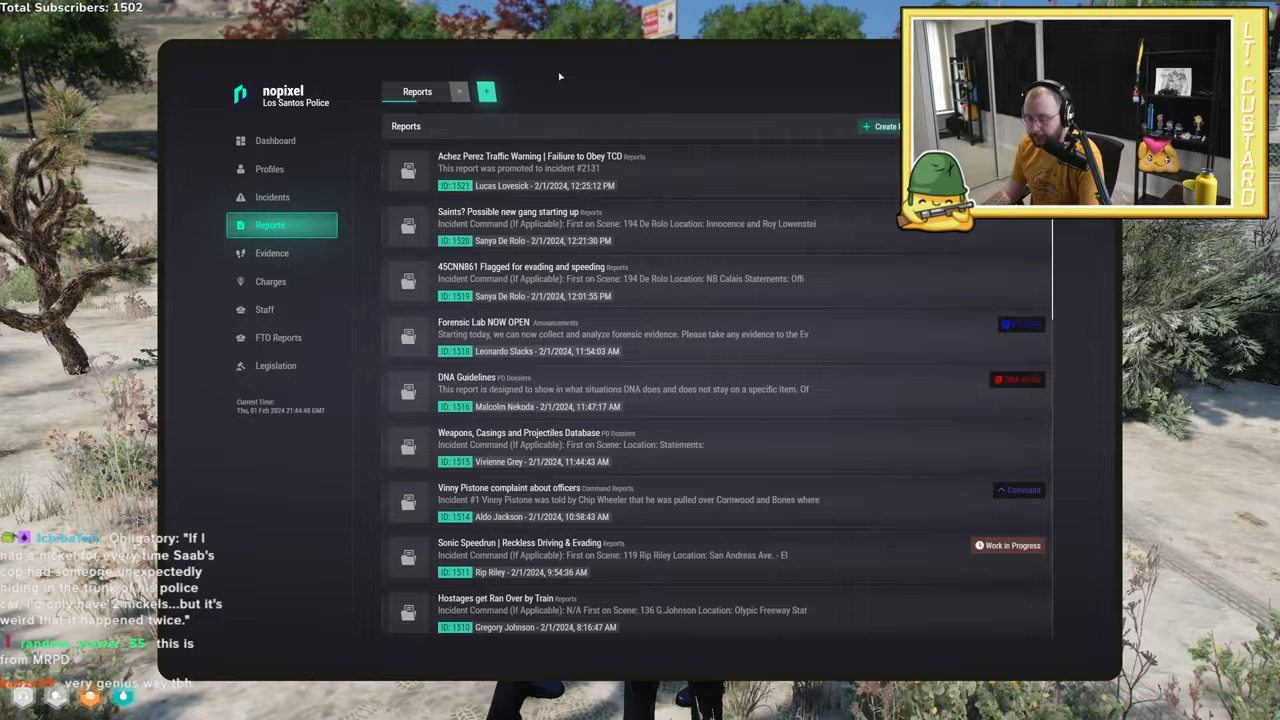 Total Subscribers: 1502
nopixel
Los Santos Police
Dashboard
Profiles
Incidents
Reports
Evidence
Charges
Staff
FTO Reports
Legislation
Current Time:
Thu, 01 Feb 2024 21:44:48 GMT
Reports
Reports
Create
Achez Perez Traffic Warning | Failiure to Obey TCD Reports
This report was promoted to incident #2131
ID: 1521 Lucas Lovesick - 2/1/2024, 12:25:12 PM
Saints? Possible new gang starting up Reports
Incident Command (If Applicable): First on Scene: 194 De Rolo Location: Innocence and Roy Lowenstei
ID: 1520 Sanya De Rolo - 2/1/2024, 12:21:30 PM
45CNN861 Flagged for evading and speeding Reports
Incident Command (If Applicable): First on Scene: 194 De Rolo Location: NB Calais Statements: Offi
ID: 1519 Sanya De Rolo - 2/1/2024, 12:01:55 PM
Forensic Lab NOW OPEN Announcements
Starting today, we can now collect and analyze forensic evidence. Please take any evidence to the Ev
ID: 1518 Leonardo Slacks - 2/1/2024, 11:54:03 AM
DNA Guidelines PD Dossiers
This report is designed to show in what situations DNA does and does not stay on a specific item. Of
ID: 1516 Malcolm Nekoda - 2/1/2024, 11:47:17 AM
Weapons, Casings and Projectiles Database PD Dossiers
Incident Command (If Applicable): First on Scene: Location: Statements:
ID: 1515 Vivienne Grey - 2/1/2024, 11:44:43 AM
Vinny Pistone complaint about officers Command Reports
Incident #1 Vinny Pistone was told by Chip Wheeler that he was pulled over Cornwood and Bones where
Command
ID: 1514 Aldo Jackson - 2/1/2024, 10:58:43 AM
Sonic Speedrun | Reckless Driving & Evading Reports
Work in Progress
Incident Command (If Applicable): First on Scene: 119 Rip Riley Location: San Andreas Ave. - El
ID: 1511 Rip Riley - 2/1/2024, 9:54:36 AM
Hostages get Ran Over by Train Reports
Incident Command (If Applicable): N/A First on Scene: 136 G.Johnson Location: Olypic Freeway Stat
ID: 1510 Gregory Johnson - 2/1/2024, 8:16:47 AM
LT. CUSTARD
Obligatory: "If I
had a nickel for every time Saab's
cop had someone unexpectedly
hiding in the trunk of his police
car, I'd only have 2 nickels...but it's
weird that it happened twice."
random_viewer_55 this is
from MRPD
very genius way tbh